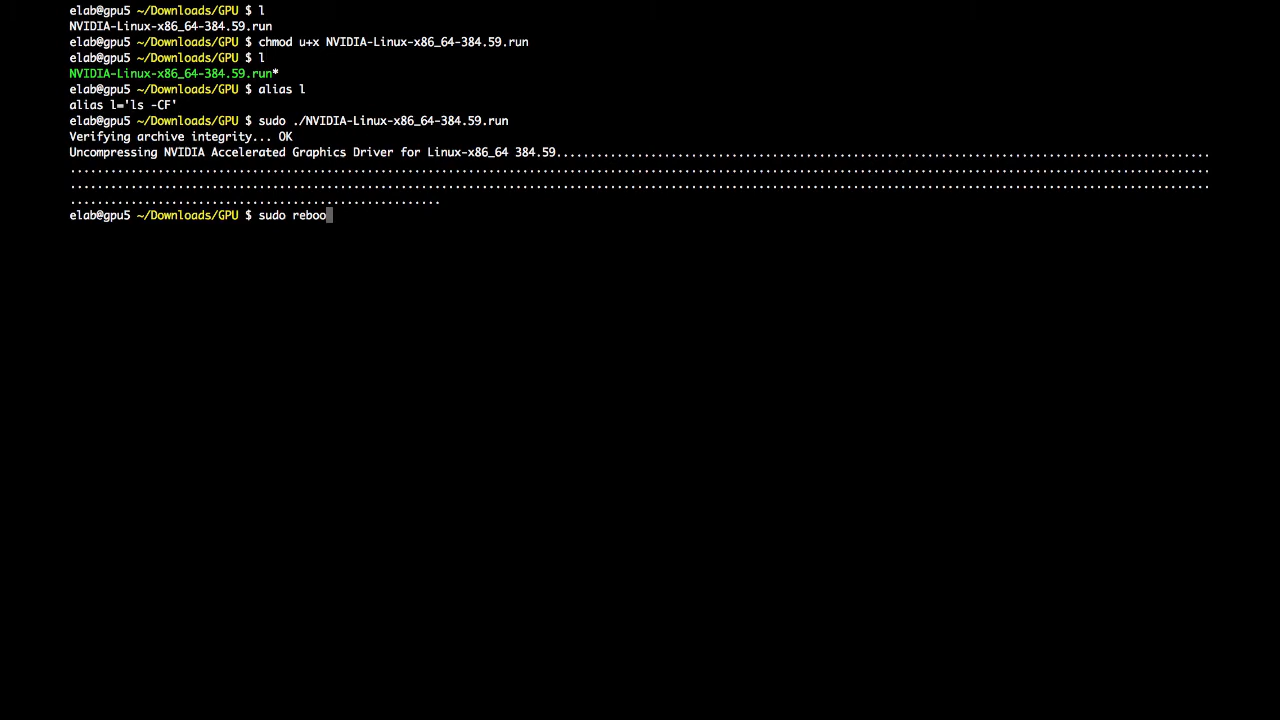 elab@gpu5 ~/Downloads/GPU $ l
NVIDIA-Linux-x86_64-384.59.run
elab@gpu5 ~/Downloads/GPU $ chmod u+x NVIDIA-Linux-x86_64-384.59.run
elab@gpu5 ~/Downloads/GPU $ l
NVIDIA-Linux-x86_64-384.59.run*
elab@gpu5 ~/Downloads/GPU $ alias l
alias l='ls -CF'
elab@gpu5 ~/Downloads/GPU $ sudo ./NVIDIA-Linux-x86_64-384.59.run
Verifying archive integrity... OK
Uncompressing NVIDIA Accelerated Graphics Driver for Linux-x86_64 384.59.................................................................................................
.........................................................................................................................................................................
.........................................................................................................................................................................
.......................................................
elab@gpu5 ~/Downloads/GPU $ sudo reboo